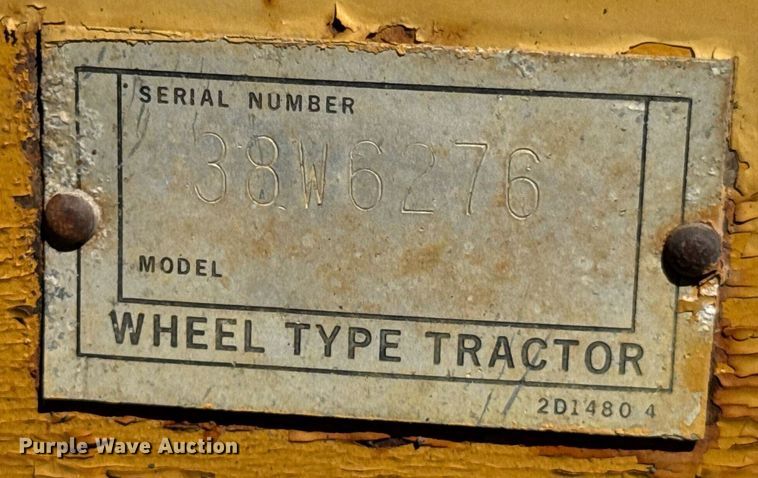 SERIAL NUMBER
38W6276
MODEL
WHEEL TYPE TRACTOR
2D1480 4
Purple Wave Auction